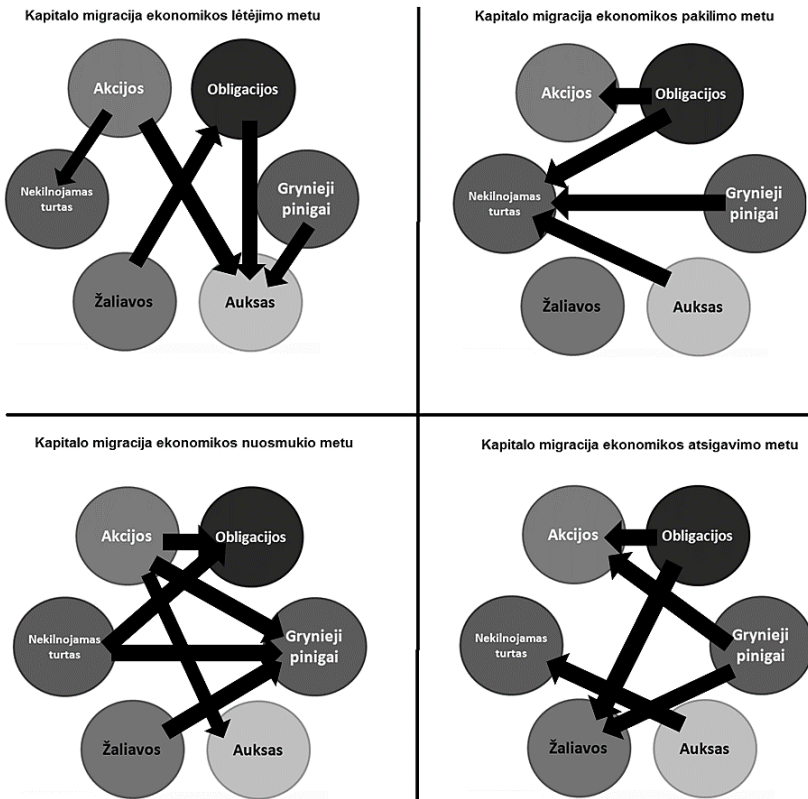 Kapitalo migracija ekonomikos lėtėjimo metu
Akcijos
Obligacijos
Nekilnojamas
turtas
Grynieji
pinigai
Žaliavos
Auksas
Kapitalo migracija ekonomikos pakilimo metu
Akcijos
Obligacijos
Nekilnojamas
turtas
Grynieji
pinigai
Žaliavos
Auksas
Kapitalo migracija ekonomikos nuosmukio metu
Akcijos
Obligacijos
Nekilnojamas
turtas
Grynieji
pinigai
Žaliavos
Auksas
Kapitalo migracija ekonomikos atsigavimo metu
Akcijos
Obligacijos
Nekilnojamas
turtas
Grynieji
pinigai
Žaliavos
Auksas